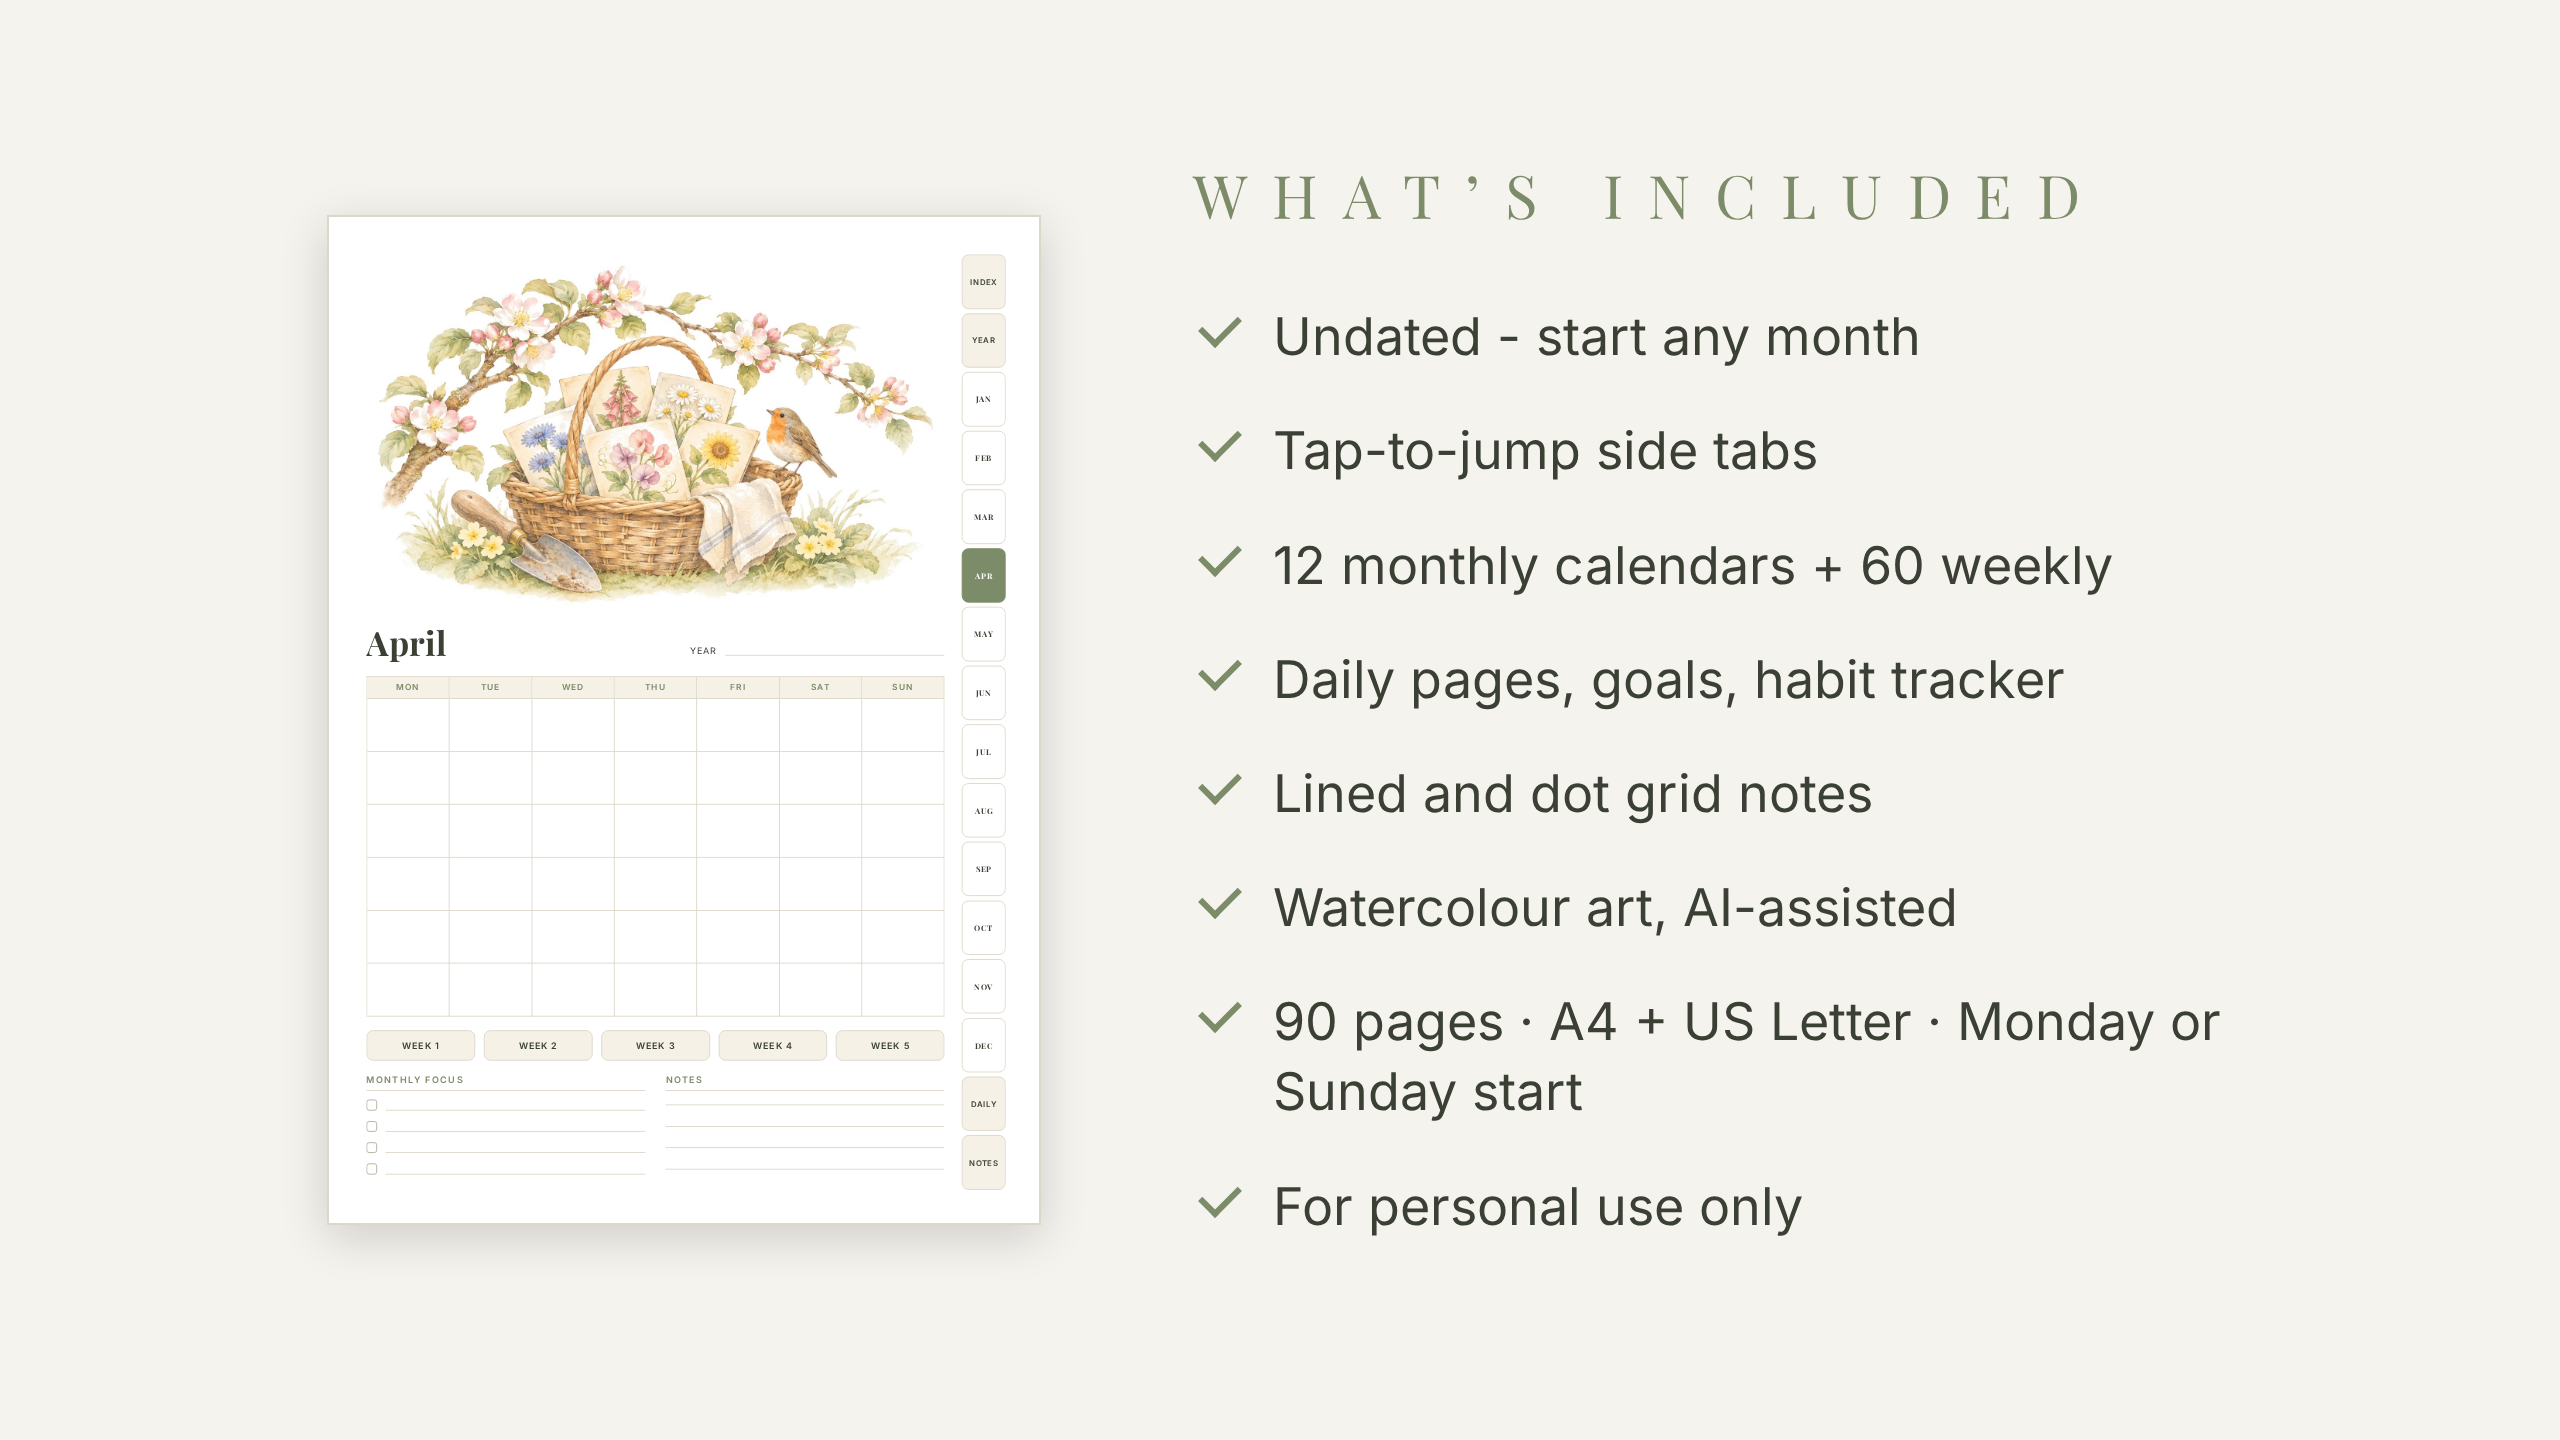 WHAT’S INCLUDED
Undated - start any month
Tap-to-jump side tabs
12 monthly calendars + 60 weekly
Daily pages, goals, habit tracker
Lined and dot grid notes
Watercolour art, AI-assisted
90 pages · A4 + US Letter · Monday or
Sunday start
For personal use only
INDEX
YEAR
JAN
FEB
MAR
APR
MAY
JUN
JUL
AUG
SEP
OCT
NOV
DEC
DAILY
NOTES
April
YEAR
MON TUE WED THU FRI SAT SUN
WEEK 1 WEEK 2 WEEK 3 WEEK 4 WEEK 5
MONTHLY FOCUS
NOTES